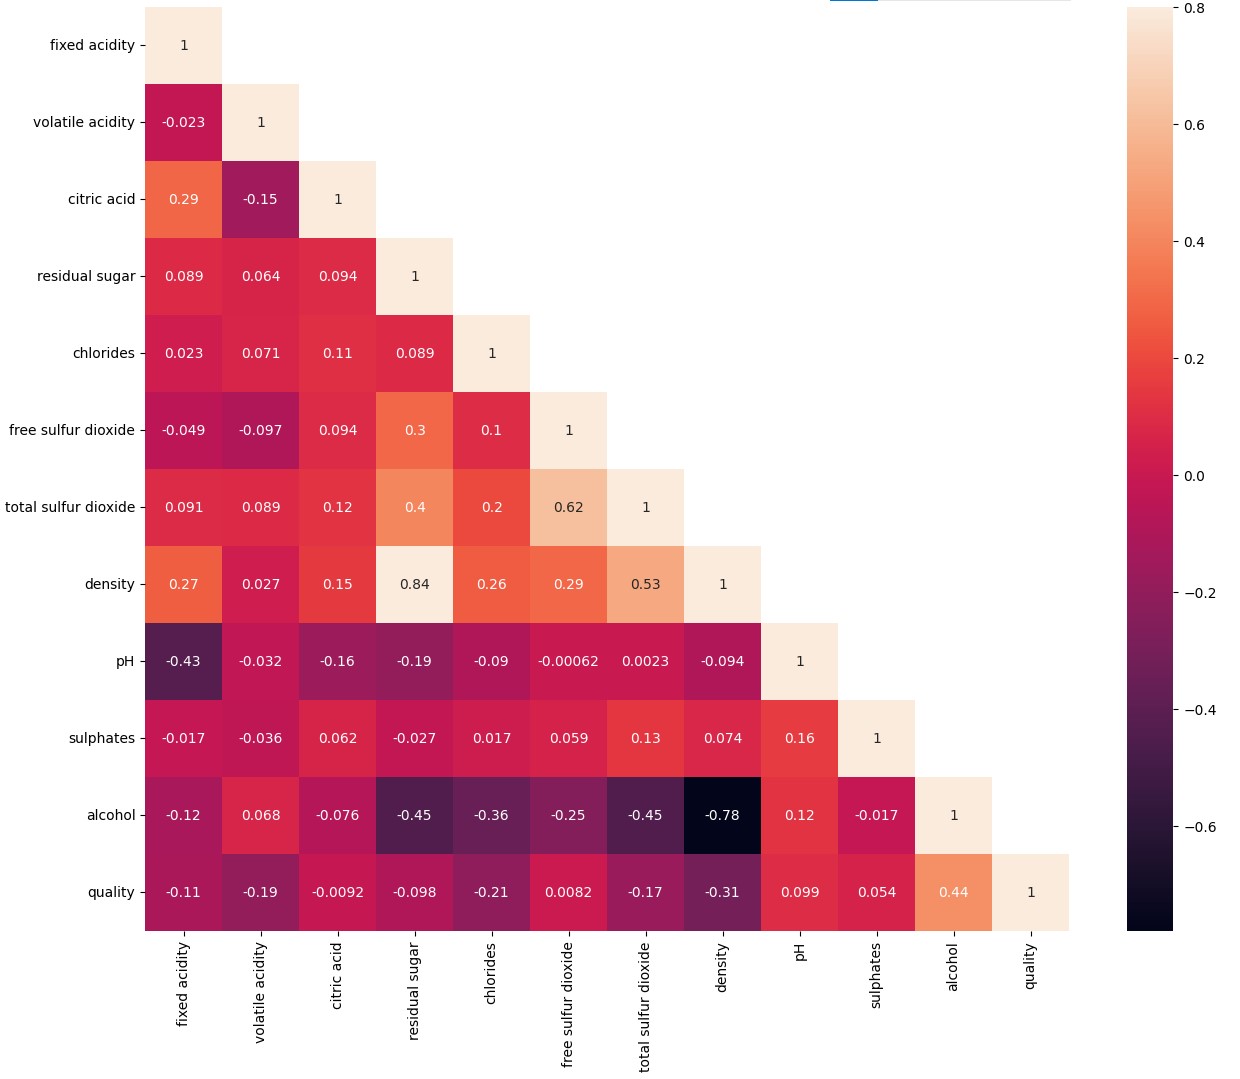 fixed acidity 1 0.8
volatile acidity -0.023 1 0.6
citric acid 0.29 -0.15 1
residual sugar 0.089 0.064 0.094 1 0.4
chlorides 0.023 0.071 0.11 0.089 1 0.2
free sulfur dioxide -0.049 -0.097 0.094 0.3 0.1 1
total sulfur dioxide 0.091 0.089 0.12 0.4 0.2 0.62 1 0.0
density 0.27 0.027 0.15 0.84 0.26 0.29 0.53 1 −0.2
pH -0.43 -0.032 -0.16 -0.19 -0.09 -0.00062 0.0023 -0.094 1
sulphates -0.017 -0.036 0.062 -0.027 0.017 0.059 0.13 0.074 0.16 1 −0.4
alcohol -0.12 0.068 -0.076 -0.45 -0.36 -0.25 -0.45 -0.78 0.12 -0.017 1 −0.6
quality -0.11 -0.19 -0.0092 -0.098 -0.21 0.0082 -0.17 -0.31 0.099 0.054 0.44 1
fixed acidity
volatile acidity
citric acid
residual sugar
chlorides
free sulfur dioxide
total sulfur dioxide
density
pH
sulphates
alcohol
quality